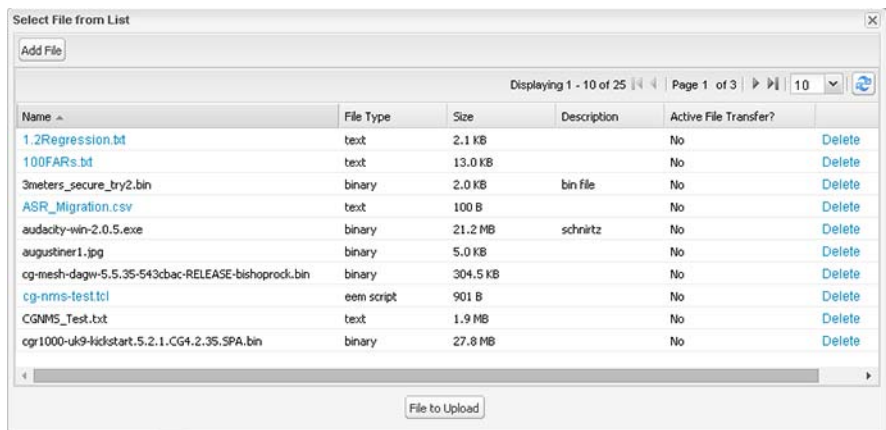 Select File from List
Add File
Displaying 1 - 10 of 25 Page 1 of 3 10
Name File Type Size Description Active File Transfer?
1.2Regression.txt text 2.1 KB No Delete
100FARs.txt text 13.0 KB No Delete
3meters_secure_try2.bin binary 2.0 KB bin file No Delete
ASR_Migration.csv text 100 B No Delete
audacity-win-2.0.5.exe binary 21.2 MB schnirtz No Delete
augustiner1.jpg binary 5.0 KB No Delete
cg-mesh-dagw-5.5.35-543cbac-RELEASE-bishoprock.bin binary 304.5 KB No Delete
cg-nms-test.tcl eem script 901 B No Delete
CGNMS_Test.txt text 1.9 MB No Delete
cgr1000-uk9-kickstart.5.2.1.CG4.2.35.SPA.bin binary 27.8 MB No Delete
File to Upload